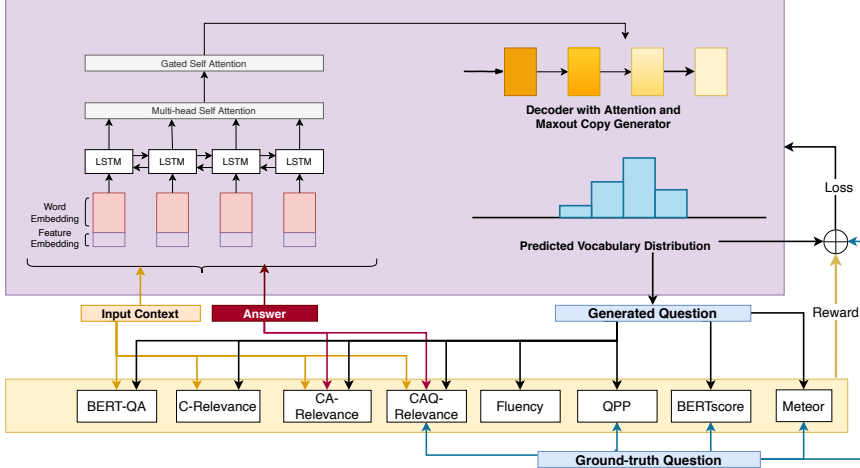 Gated Self Attention
Multi-head Self Attention
LSTM
LSTM
LSTM
LSTM
Word
Embedding
Feature
Embedding
Decoder with Attention and
Maxout Copy Generator
Predicted Vocabulary Distribution
Loss
Input Context
Answer
Generated Question
Reward
BERT-QA
C-Relevance
CA-
Relevance
CAQ-
Relevance
Fluency
QPP
BERTscore
Meteor
Ground-truth Question